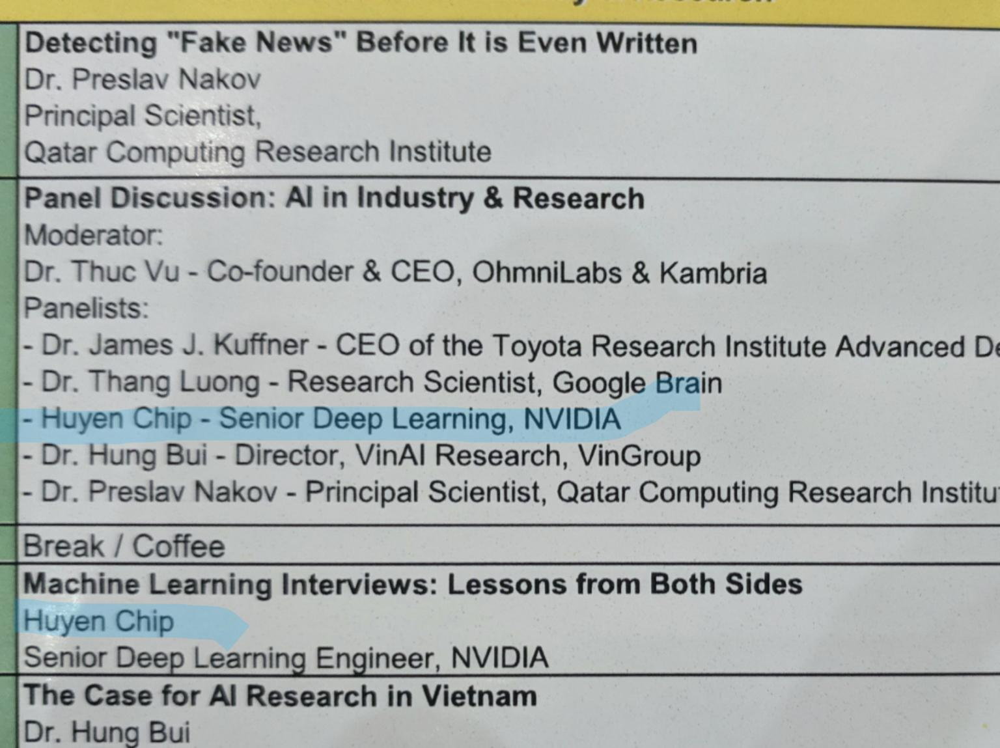 Detecting "Fake News" Before It is Even Written
Dr. Preslav Nakov
Principal Scientist,
Qatar Computing Research Institute
Panel Discussion: AI in Industry & Research
Moderator:
Dr. Thuc Vu - Co-founder & CEO, OhmniLabs & Kambria
Panelists:
- Dr. James J. Kuffner - CEO of the Toyota Research Institute Advanced
- Dr. Thang Luong - Research Scientist, Google Brain
- Huyen Chip - Senior Deep Learning, NVIDIA
- Dr. Hung Bui - Director, VinAI Research, VinGroup
- Dr. Preslav Nakov - Principal Scientist, Qatar Computing Research
Break / Coffee
Machine Learning Interviews: Lessons from Both Sides
Huyen Chip
Senior Deep Learning Engineer, NVIDIA
The Case for AI Research in Vietnam
Dr. Hung Bui